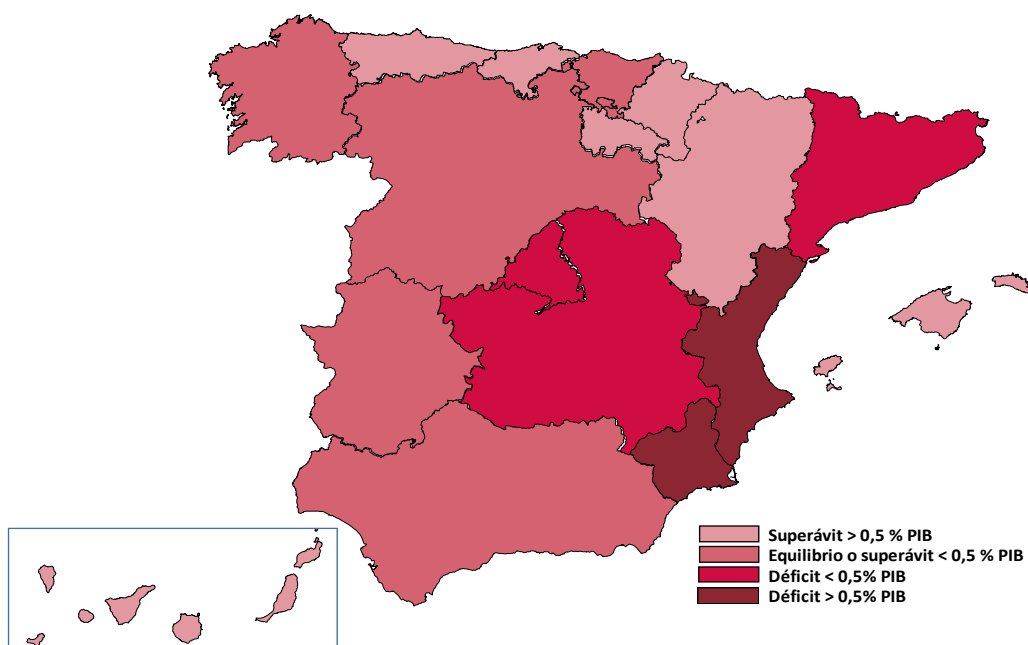 Superávit > 0,5 % PIB
Equilibrio o superávit < 0,5 % PIB
Déficit < 0,5% PIB
Déficit > 0,5% PIB